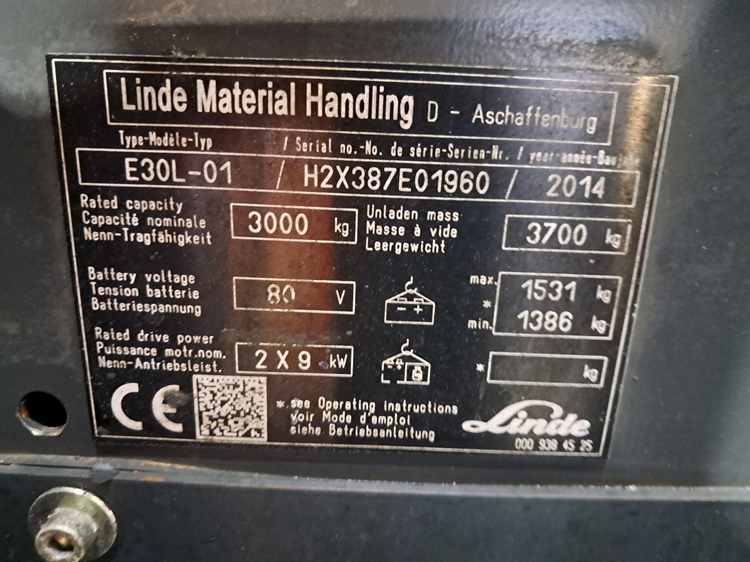 Linde Material Handling D - Aschaffenburg
Type-Modèle-Typ / Serial no.-No. de série-Serien-Nr. / year-année-Baujahr
E30L-01 / H2X387E01960 / 2014
Rated capacity
Capacité nominale
Nenn-Tragfähigkeit
3000 kg
Unladen mass
Masse à vide
Leergewicht
3700 kg
Battery voltage
Tension batterie
Batteriespannung
80 V
max. 1531 kg
*
min. 1386 kg
Rated drive power
Puissance motr.nom.
Nenn-Antriebsleist.
2 X 9 kW
* kg
CE
*.see Operating instructions
voir Mode d'emploi
siehe Betriebsanleitung
Linde
000 938 45 25